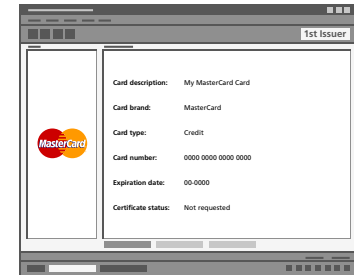 1st Issuer
MasterCard
Card description: My MasterCard Card
Card brand: MasterCard
Card type: Credit
Card number: 0000 0000 0000 0000
Expiration date: 00-0000
Certificate status: Not requested